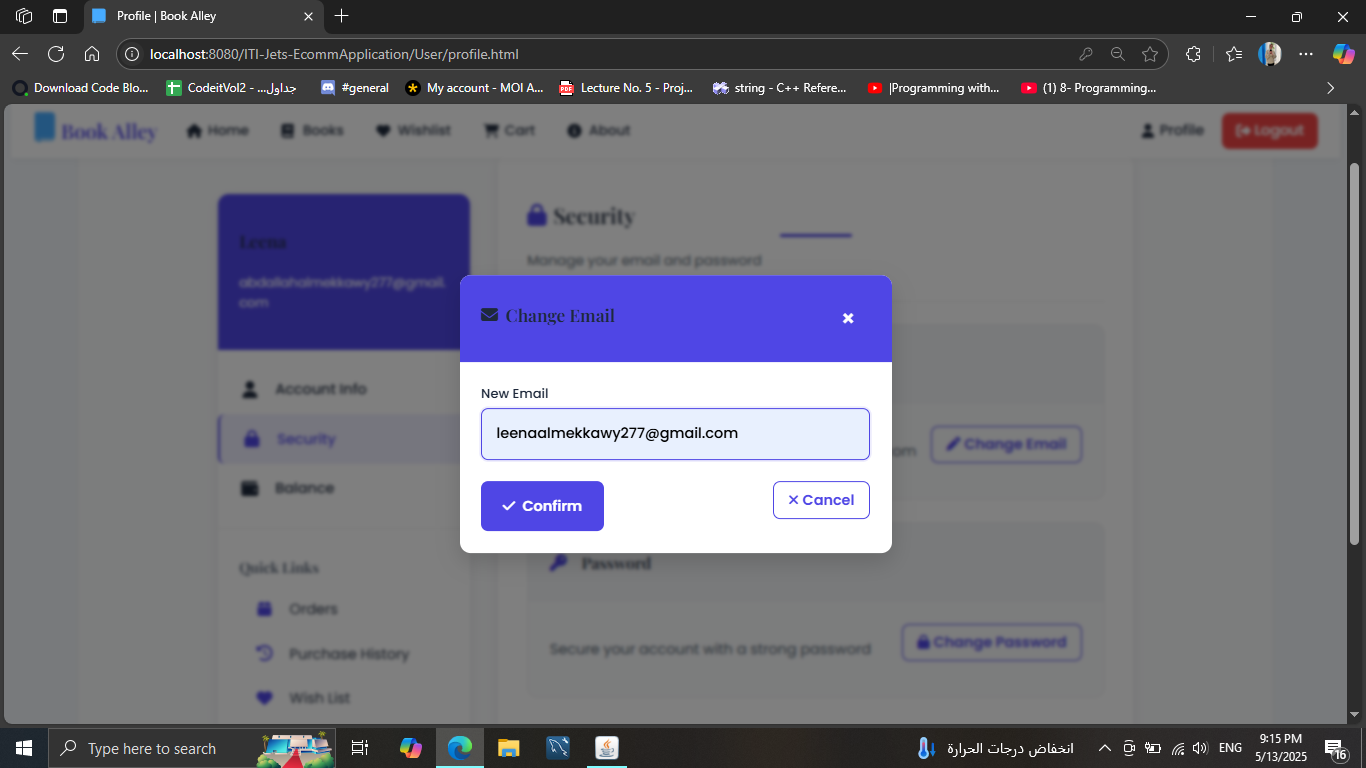 Profile | Book Alley
localhost:8080/ITI-Jets-EcommApplication/User/profile.html
Download Code Blo...
CodeitVol2 - ...جداول
#general
My account - MOI A...
Lecture No. 5 - Proj...
string - C++ Refere...
|Programming with...
(1) 8- Programming...
Book Alley
Home
Books
Wishlist
Cart
About
Profile
Logout
Leena
abdallahalmekkawy277@gmail.
com
Account Info
Security
Balance
Quick Links
Orders
Purchase History
Wish List
Security
Manage your email and password
om
Change Email
Password
Secure your account with a strong password
Change Password
Change Email
New Email
leenaalmekkawy277@gmail.com
Confirm
Cancel
Type here to search
انخفاض درجات الحرارة
ENG
9:15 PM
5/13/2025
16